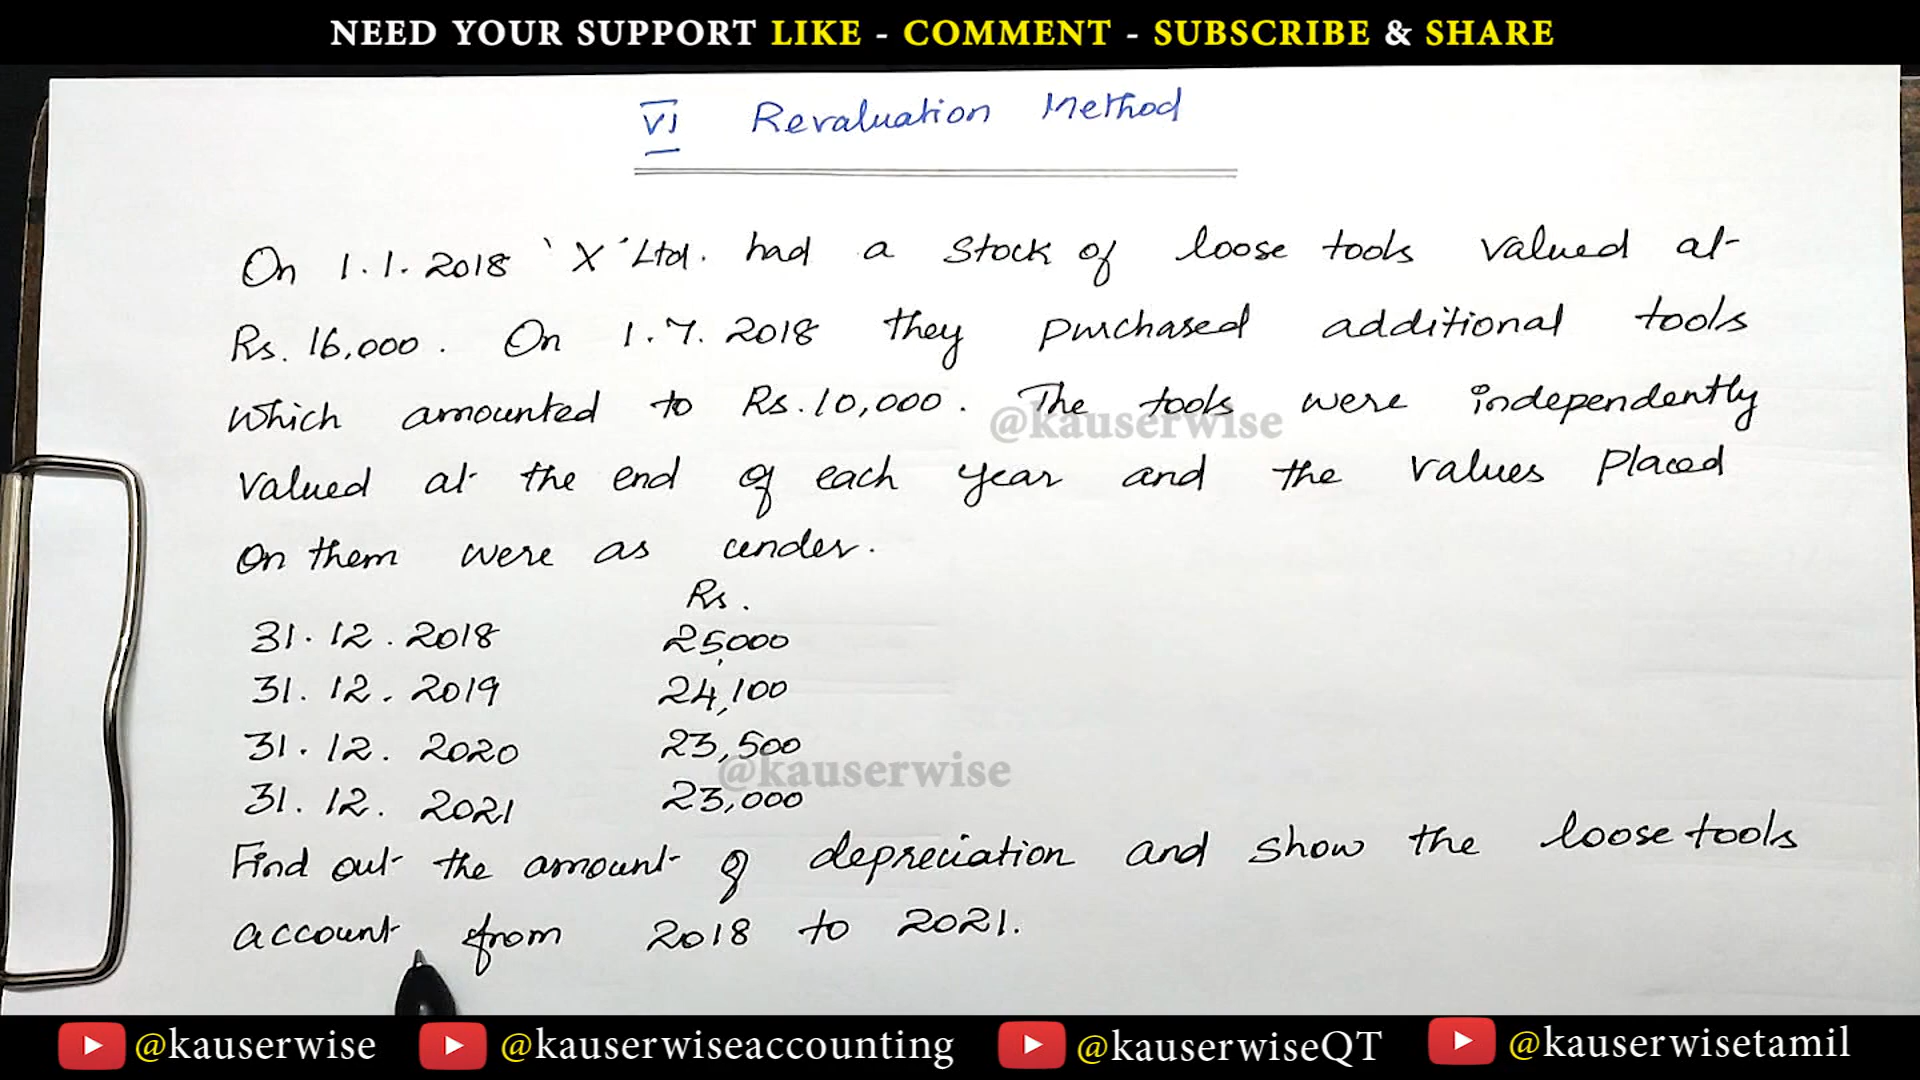 NEED YOUR SUPPORT LIKE - COMMENT - SUBSCRIBE & SHARE
VI Revaluation Method
On 1.1.2018 'X' Ltd. had a stock of loose tools valued at
Rs. 16,000. On 1.7.2018 they purchased additional tools
which amounted to Rs.10,000. The tools were independently
@kauserwise
valued at the end of each year and the values placed
on them were as under.
Rs.
31.12.2018 25,000
31.12.2019 24,100
31.12.2020 23,500
@kauserwise
31.12.2021 23,000
Find out the amount of depreciation and show the loose tools
account from 2018 to 2021.
@kauserwise @kauserwiseaccounting @kauserwiseQT @kauserwisetamil